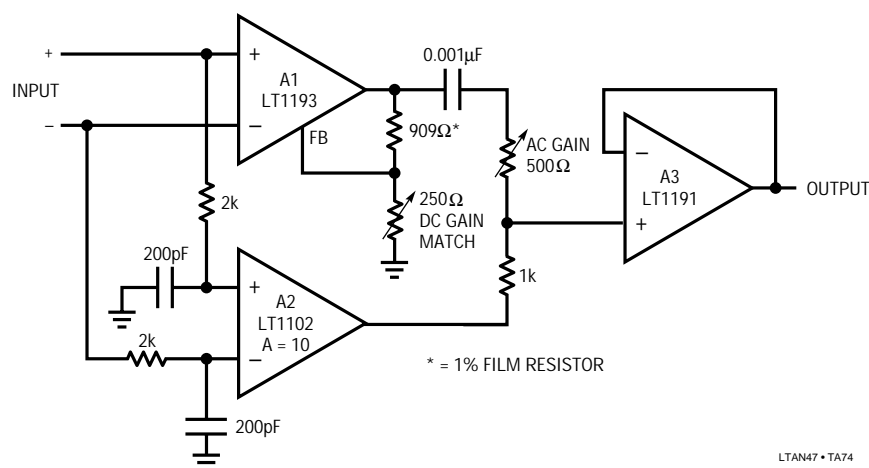 +
INPUT
−
+
A1
LT1193
−
FB
0.001µF
909Ω*
250Ω
DC GAIN
MATCH
AC GAIN
500Ω
−
A3
LT1191
+
OUTPUT
2k
200pF
+
A2
LT1102
A = 10
−
2k
200pF
1k
* = 1% FILM RESISTOR
LTAN47 • TA74